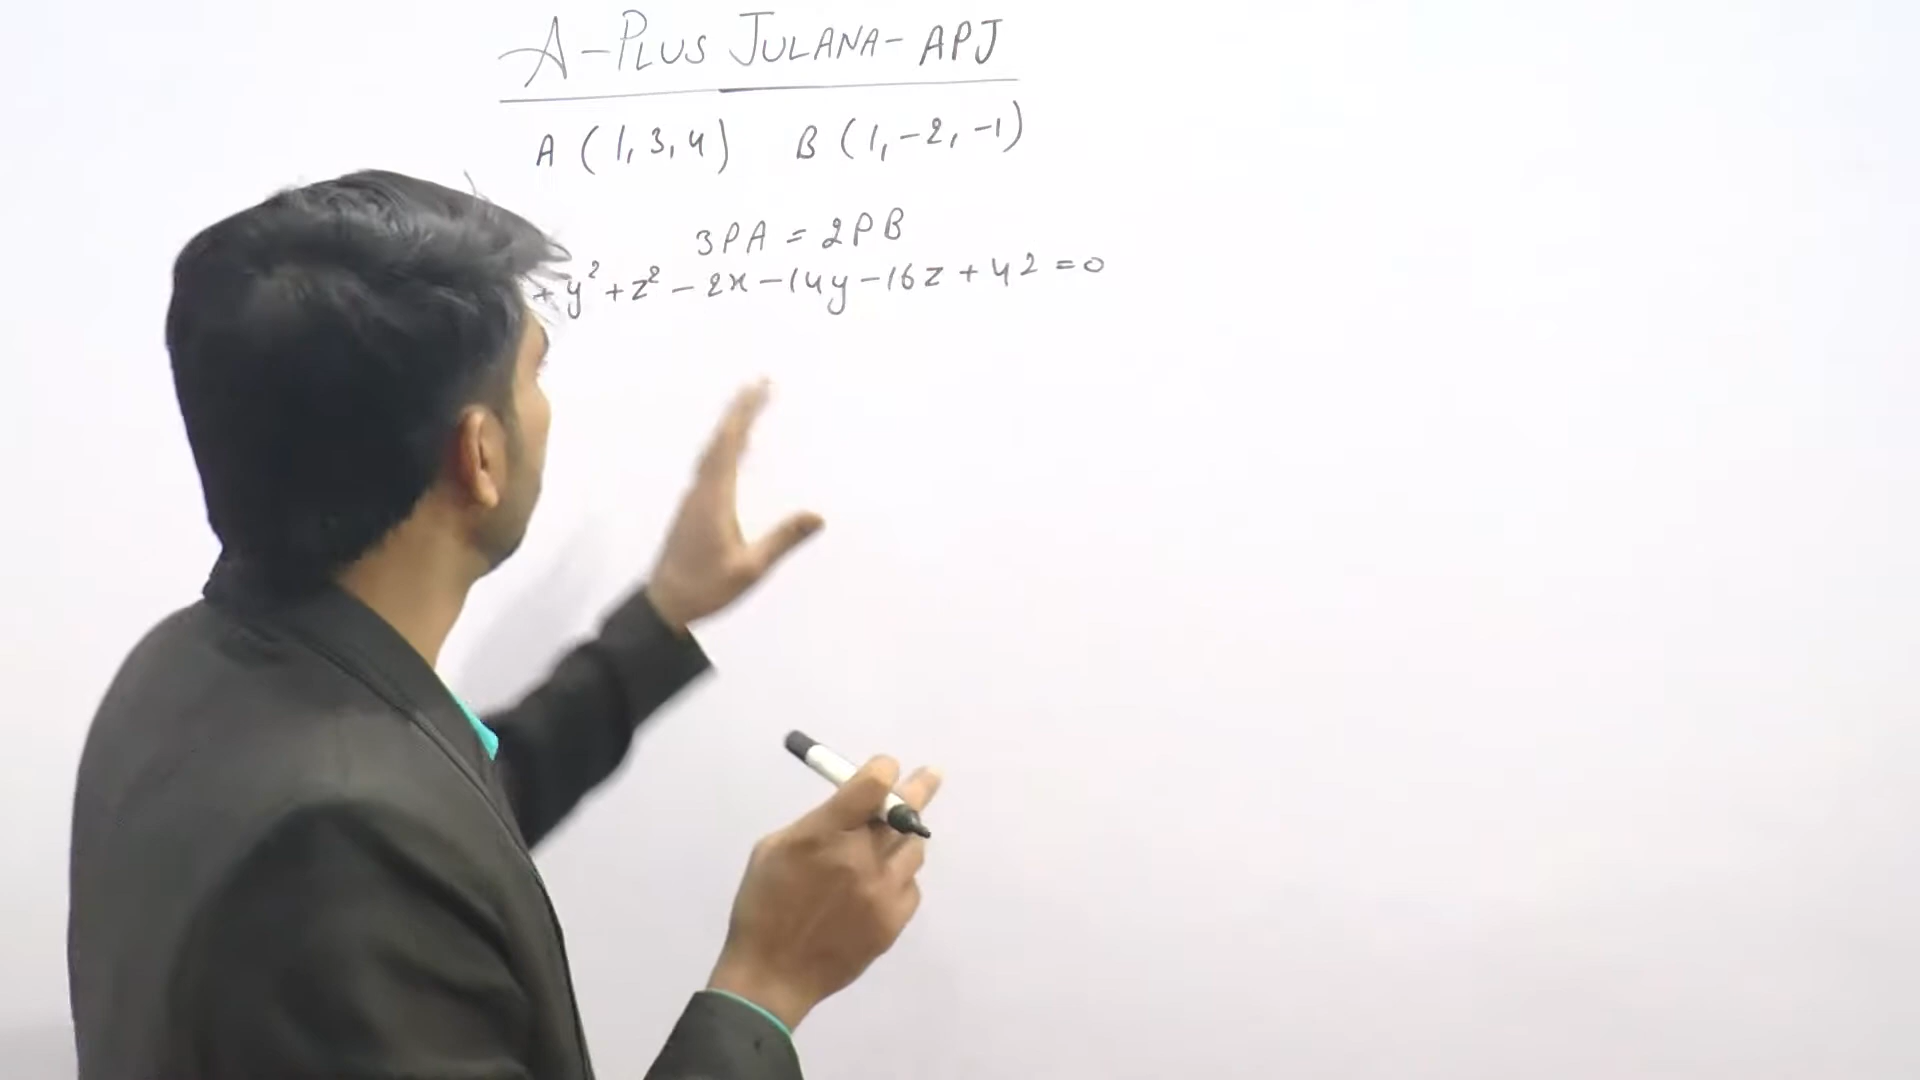 A-PLUS JULANA- APJ
A (1, 3, 4) B (1, -2, -1)
3PA = 2PB
+ y² + z² - 2x - 14y - 16z + 42 = 0